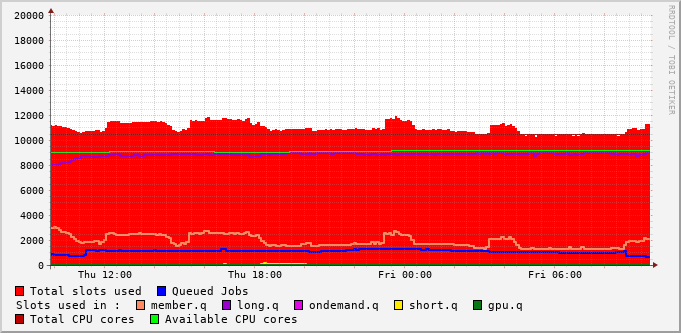 RRDTOOL / TOBI OETIKER
20000
18000
16000
14000
12000
10000
8000
6000
4000
2000
0
Thu 12:00 Thu 18:00 Fri 00:00 Fri 06:00
Total slots used Queued Jobs
Slots used in : member.q long.q ondemand.q short.q gpu.q
Total CPU cores Available CPU cores